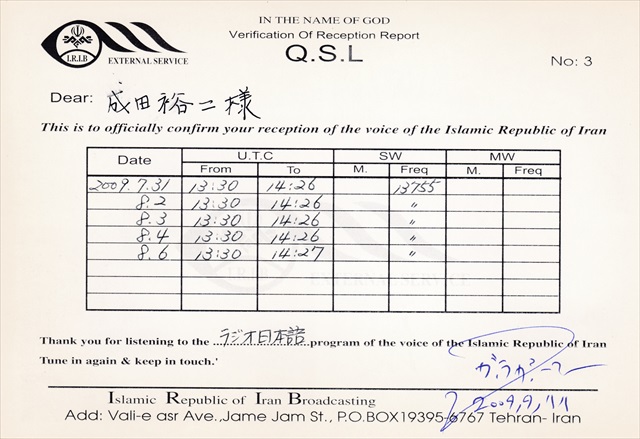 IN THE NAME OF GOD
Verification Of Reception Report
Q.S.L
I.R.I.B
EXTERNAL SERVICE
No: 3
Dear: 成田裕二様
This is to officially confirm your reception of the voice of the Islamic Republic of Iran
Date U.T.C SW MW
From To M. Freq M. Freq
2009.7.31 13:30 14:26 13755
8.2 13:30 14:26 〃
8.3 13:30 14:26 〃
8.4 13:30 14:26 〃
8.6 13:30 14:27 〃
I.R.I.B EXTERNAL SERVICE
Thank you for listening to the ラジオ日本語 program of the voice of the Islamic Republic of Iran
Tune in again & keep in touch.'
2009,9,11
Islamic Republic of Iran Broadcasting
Add: Vali-e asr Ave.,Jame Jam St., P.O.BOX19395-6767 Tehran- Iran